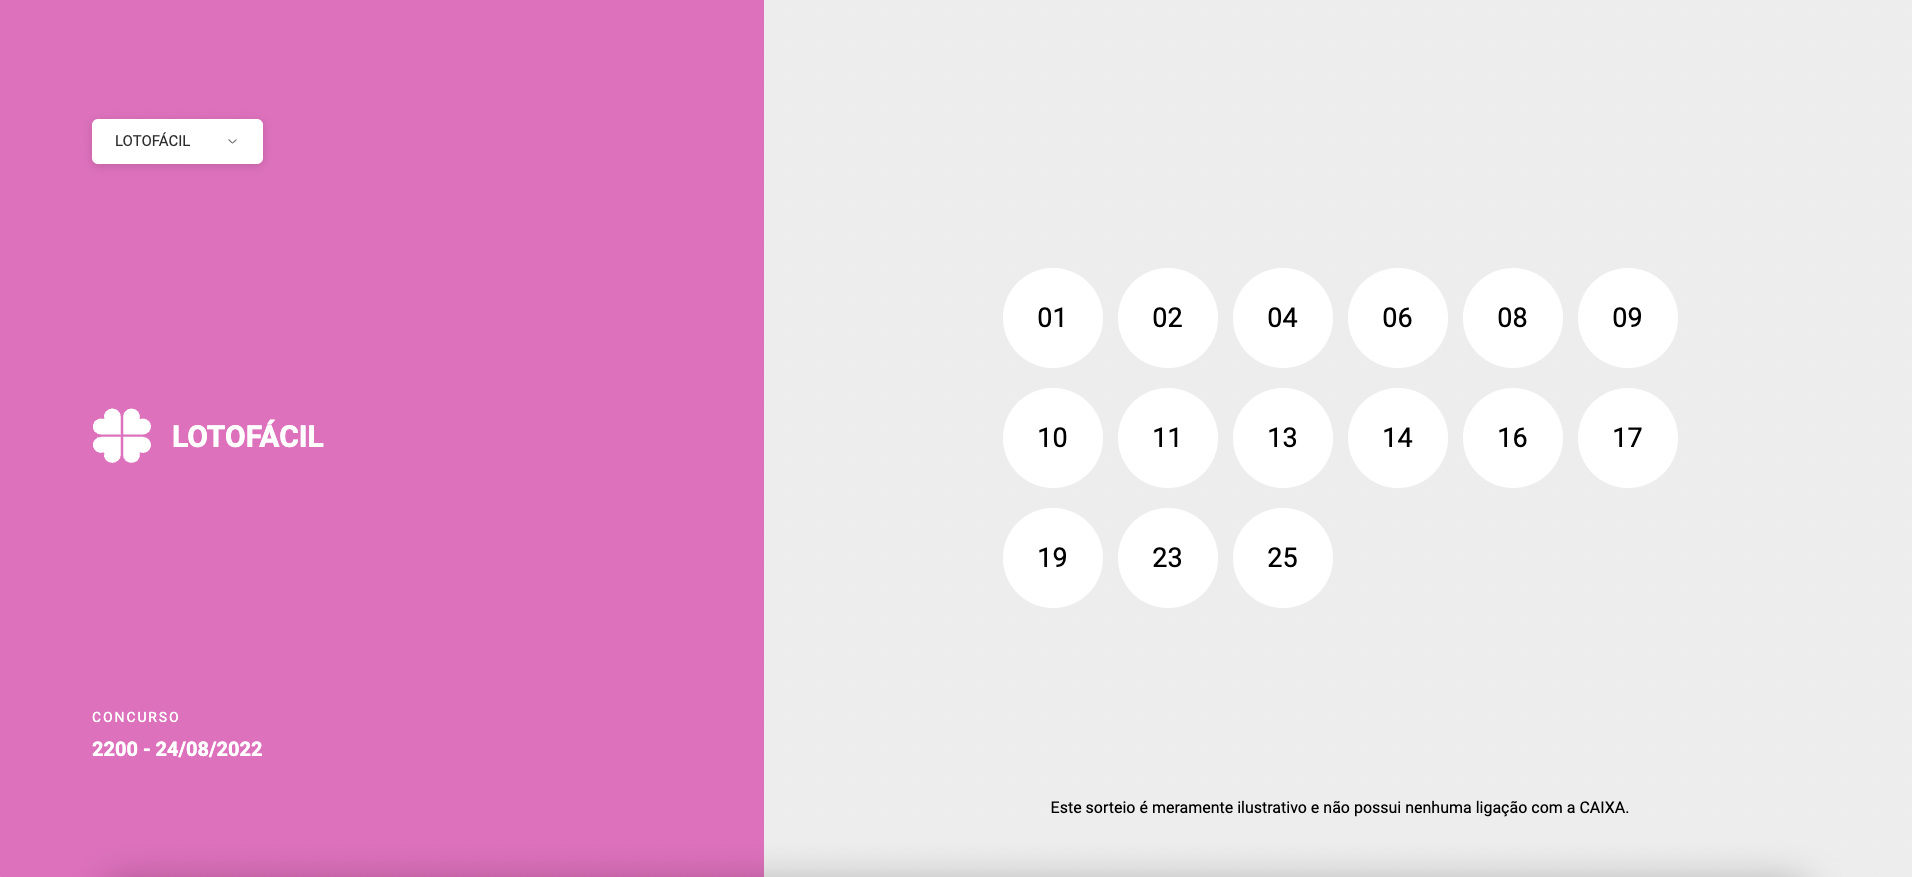 LOTOFÁCIL
LOTOFÁCIL
CONCURSO
2200 - 24/08/2022
01 02 04 06 08 09
10 11 13 14 16 17
19 23 25
Este sorteio é meramente ilustrativo e não possui nenhuma ligação com a CAIXA.